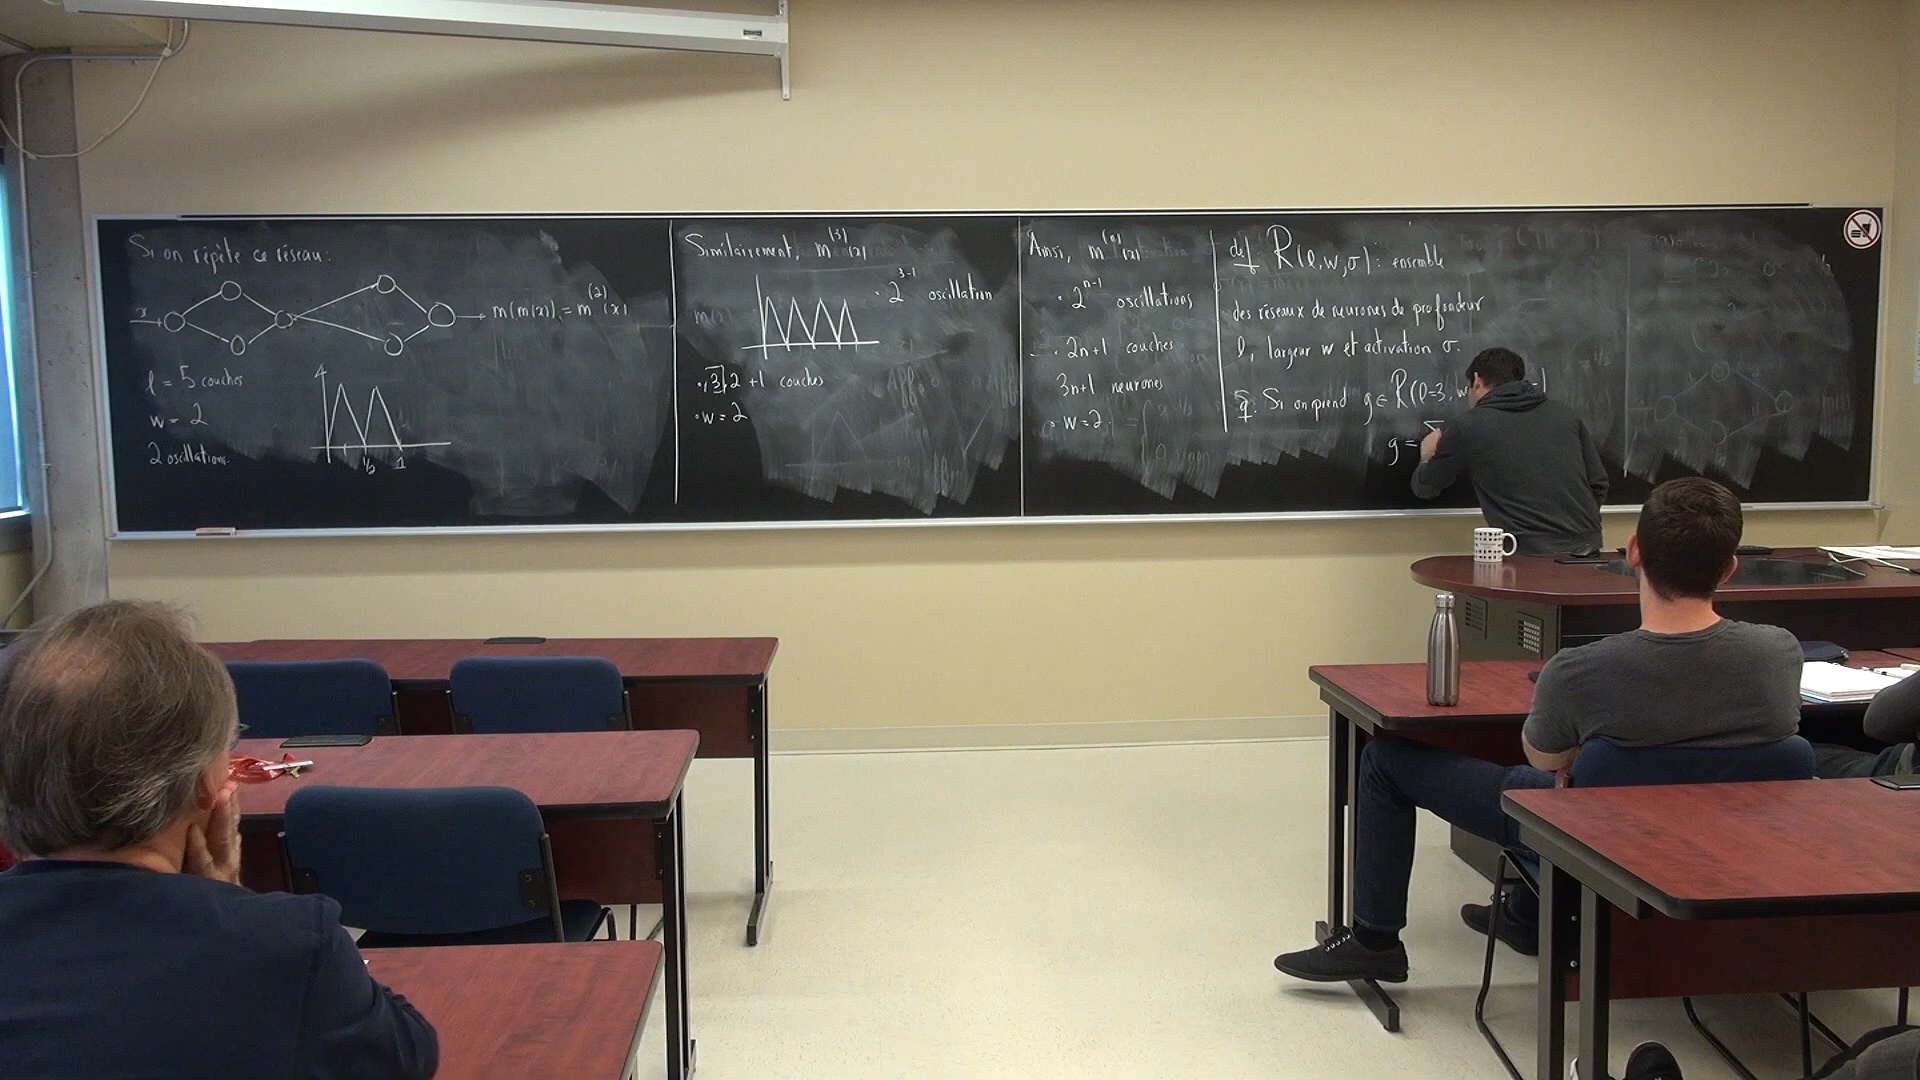 Si on répète ce réseau:
x
m(m(x)) = m^(2)(x)
l = 5 couches
w = 2
2 oscillations
1
1/2 1
Similairement, m^(3)(x)
· 2^3-1 oscillation
· 3·2 + 1 couches
· w = 2
Ainsi, m^(n)(x)
· 2^n-1 oscillations
· 2n+1 couches
3n+1 neurones
· w = 2
def R(l, w, σ): ensemble
des réseaux de neurones de profondeur
l, largeur w et activation σ.
Q: Si on prend g ∈ R(l=3, w
g = Σ